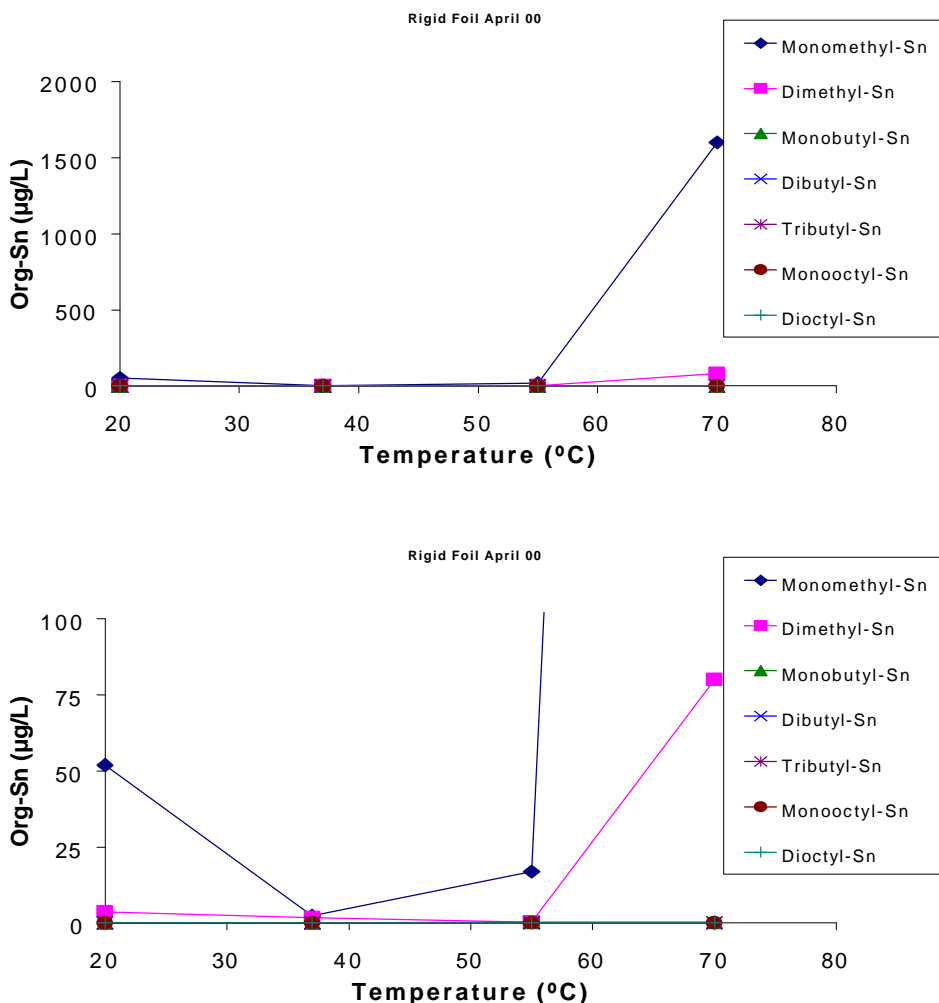 Rigid Foil April 00
Org-Sn (µg/L)
2000
1500
1000
500
0
20 30 40 50 60 70 80
Temperature (ºC)
Monomethyl-Sn
Dimethyl-Sn
Monobutyl-Sn
Dibutyl-Sn
Tributyl-Sn
Monooctyl-Sn
Dioctyl-Sn
Rigid Foil April 00
Org-Sn (µg/L)
100
75
50
25
0
20 30 40 50 60 70 80
Temperature (ºC)
Monomethyl-Sn
Dimethyl-Sn
Monobutyl-Sn
Dibutyl-Sn
Tributyl-Sn
Monooctyl-Sn
Dioctyl-Sn